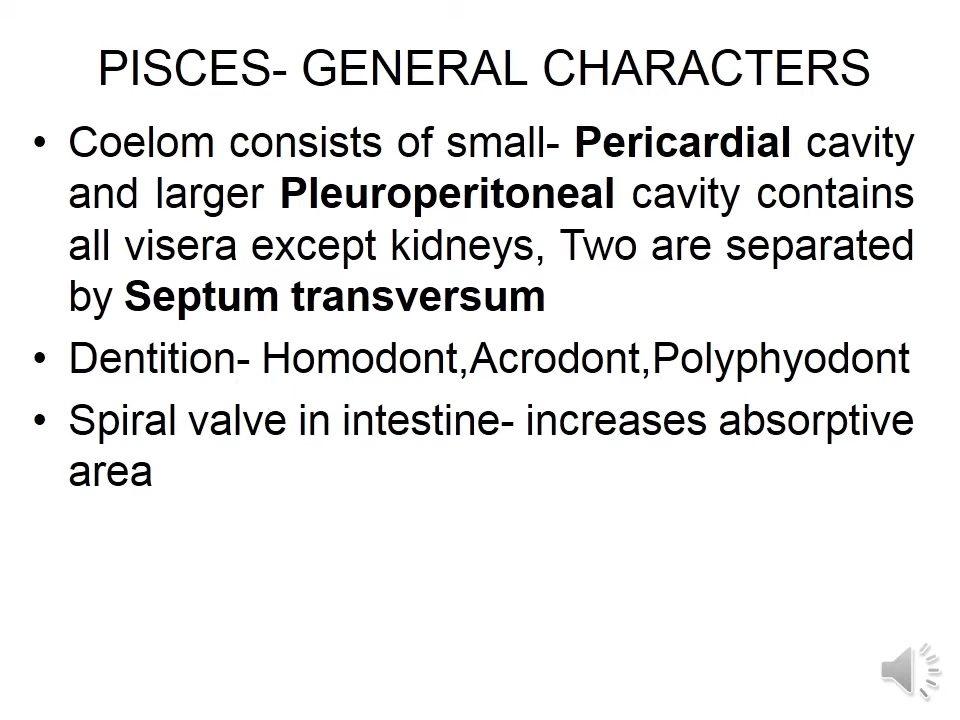 PISCES- GENERAL CHARACTERS
• Coelom consists of small- Pericardial cavity
and larger Pleuroperitoneal cavity contains
all visera except kidneys, Two are separated
by Septum transversum
• Dentition- Homodont,Acrodont,Polyphyodont
• Spiral valve in intestine- increases absorptive
area